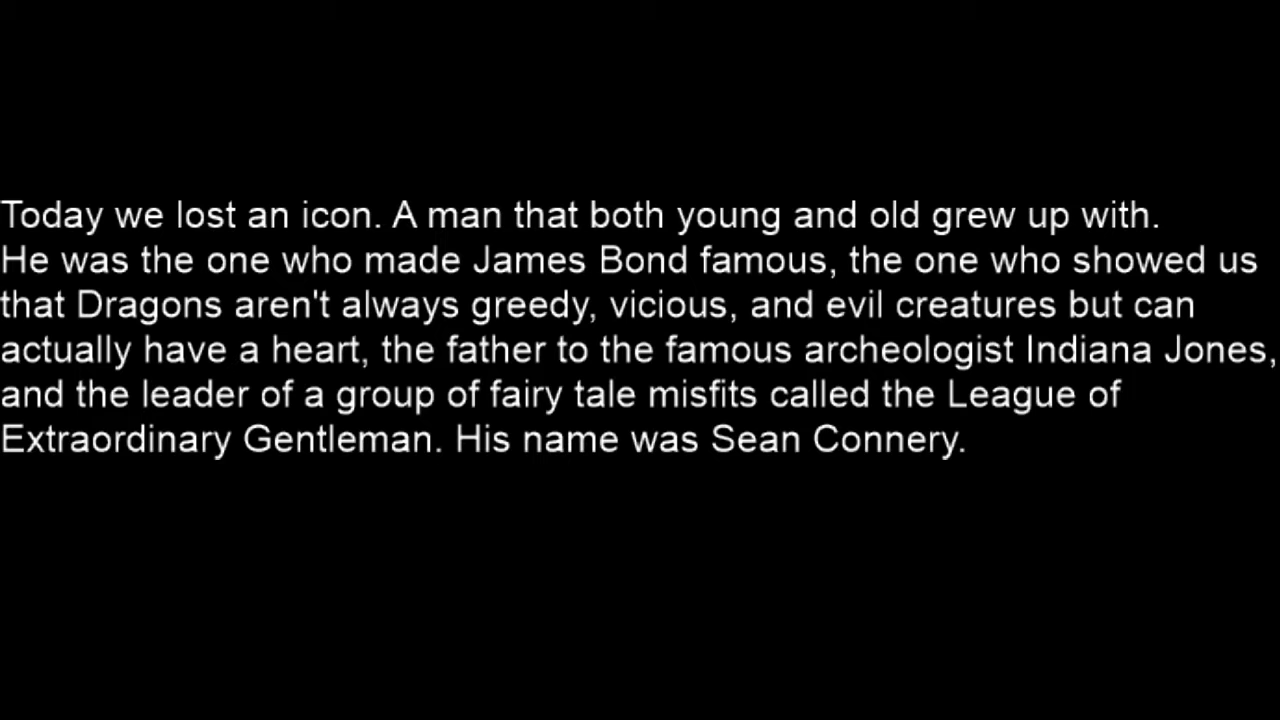 Today we lost an icon. A man that both young and old grew up with.
He was the one who made James Bond famous, the one who showed us
that Dragons aren't always greedy, vicious, and evil creatures but can
actually have a heart, the father to the famous archeologist Indiana Jones,
and the leader of a group of fairy tale misfits called the League of
Extraordinary Gentleman. His name was Sean Connery.